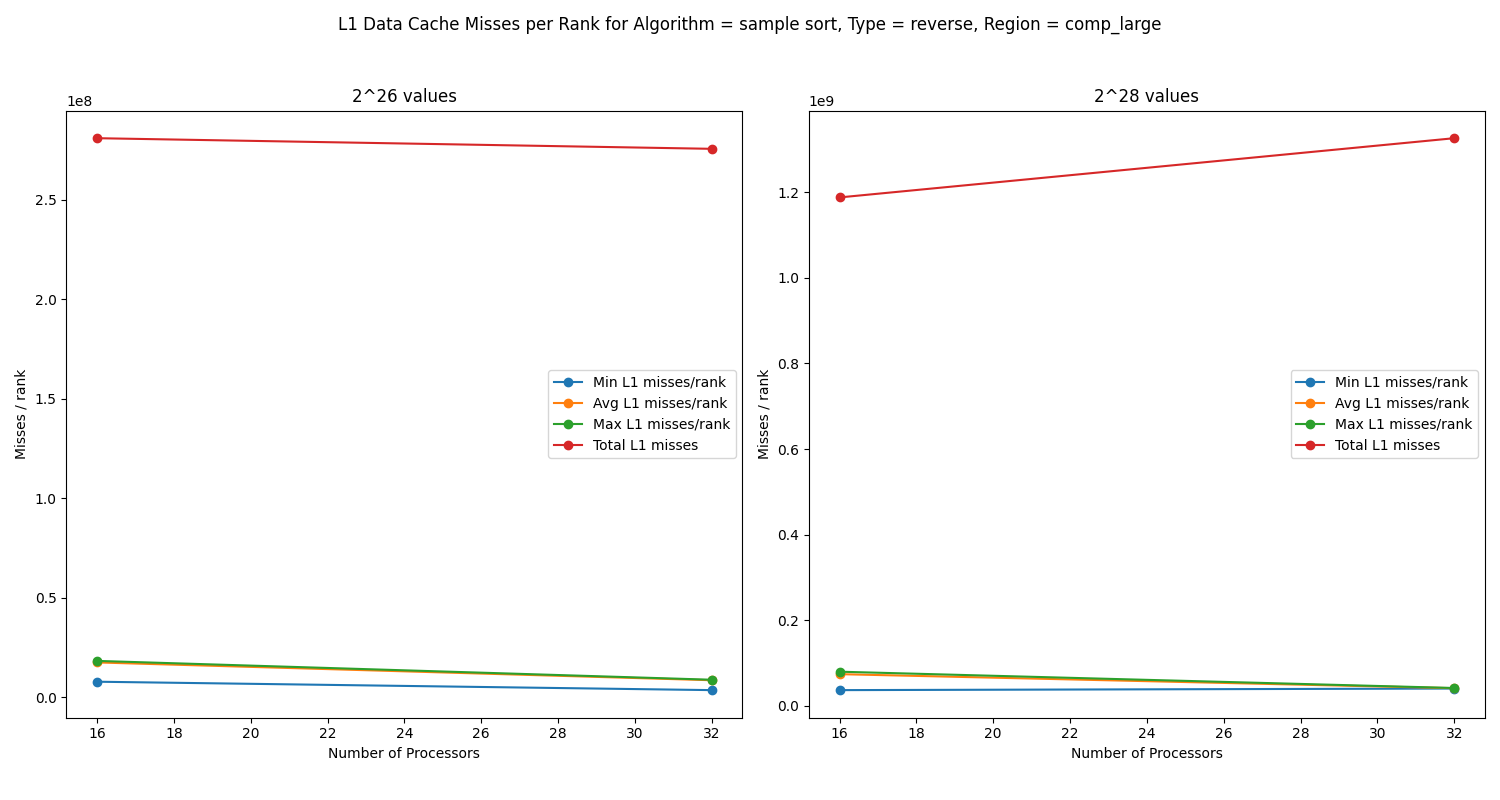 L1 Data Cache Misses per Rank for Algorithm = sample sort, Type = reverse, Region = comp_large
2^26 values
1e8
2.5
2.0
1.5
1.0
0.5
0.0
Misses / rank
16 18 20 22 24 26 28 30 32
Number of Processors
Min L1 misses/rank
Avg L1 misses/rank
Max L1 misses/rank
Total L1 misses
2^28 values
1e9
1.2
1.0
0.8
0.6
0.4
0.2
0.0
Misses / rank
16 18 20 22 24 26 28 30 32
Number of Processors
Min L1 misses/rank
Avg L1 misses/rank
Max L1 misses/rank
Total L1 misses